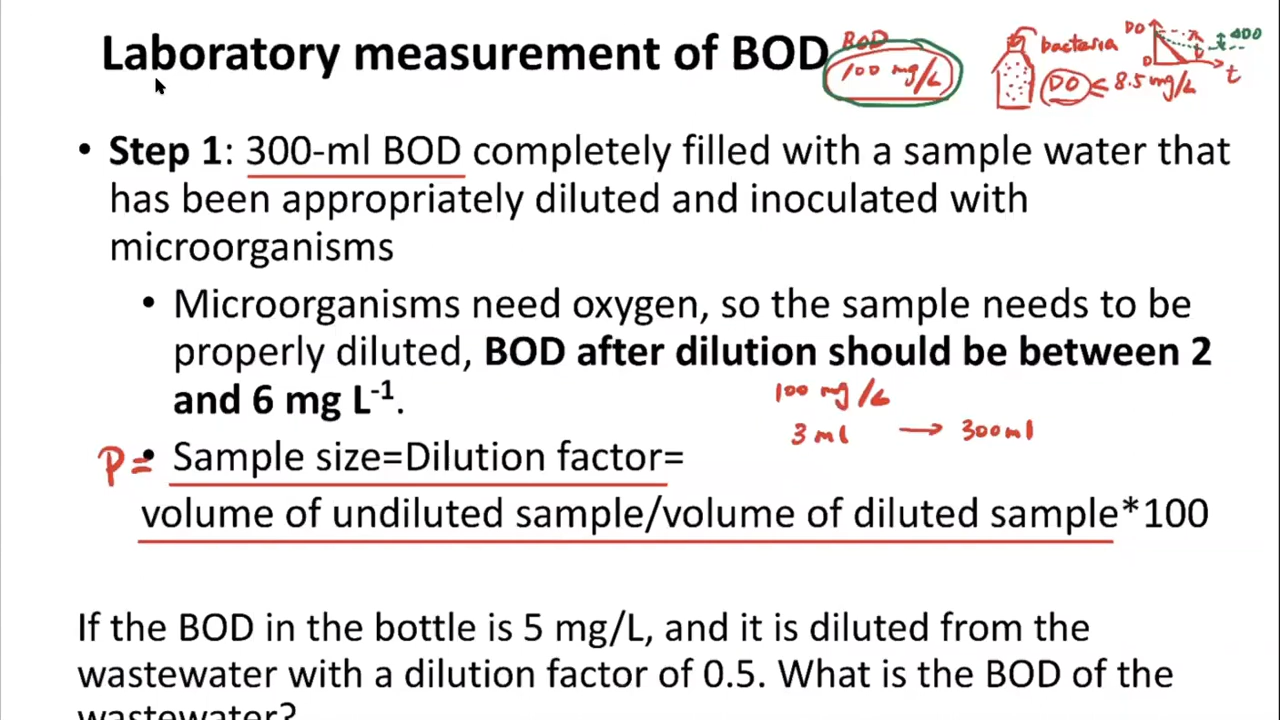 Laboratory measurement of BOD
BOD
100 mg/L
bacteria
DO
8.5 mg/L
DO
0
t
ΔDO
• Step 1: 300-ml BOD completely filled with a sample water that
has been appropriately diluted and inoculated with
microorganisms
• Microorganisms need oxygen, so the sample needs to be
properly diluted, BOD after dilution should be between 2
and 6 mg L-1.
100 mg/L
3 ml → 300ml
P= • Sample size=Dilution factor=
volume of undiluted sample/volume of diluted sample*100
If the BOD in the bottle is 5 mg/L, and it is diluted from the
wastewater with a dilution factor of 0.5. What is the BOD of the
wastewater?